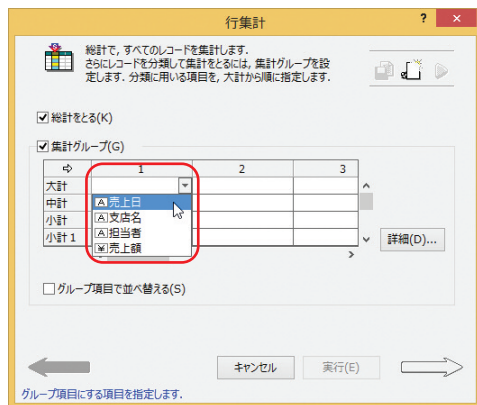 行集計
?
×
総計で，すべてのレコードを集計します．
さらにレコードを分類して集計をとるには，集計グループを設
定します．分類に用いる項目を，大計から順に指定します．
総計をとる(K)
集計グループ(G)
1 2 3
大計
中計
小計
小計1
A売上日
A支店名
A担当者
¥売上額
詳細(D)...
グループ項目で並べ替える(S)
キャンセル
実行(E)
グループ項目にする項目を指定します．